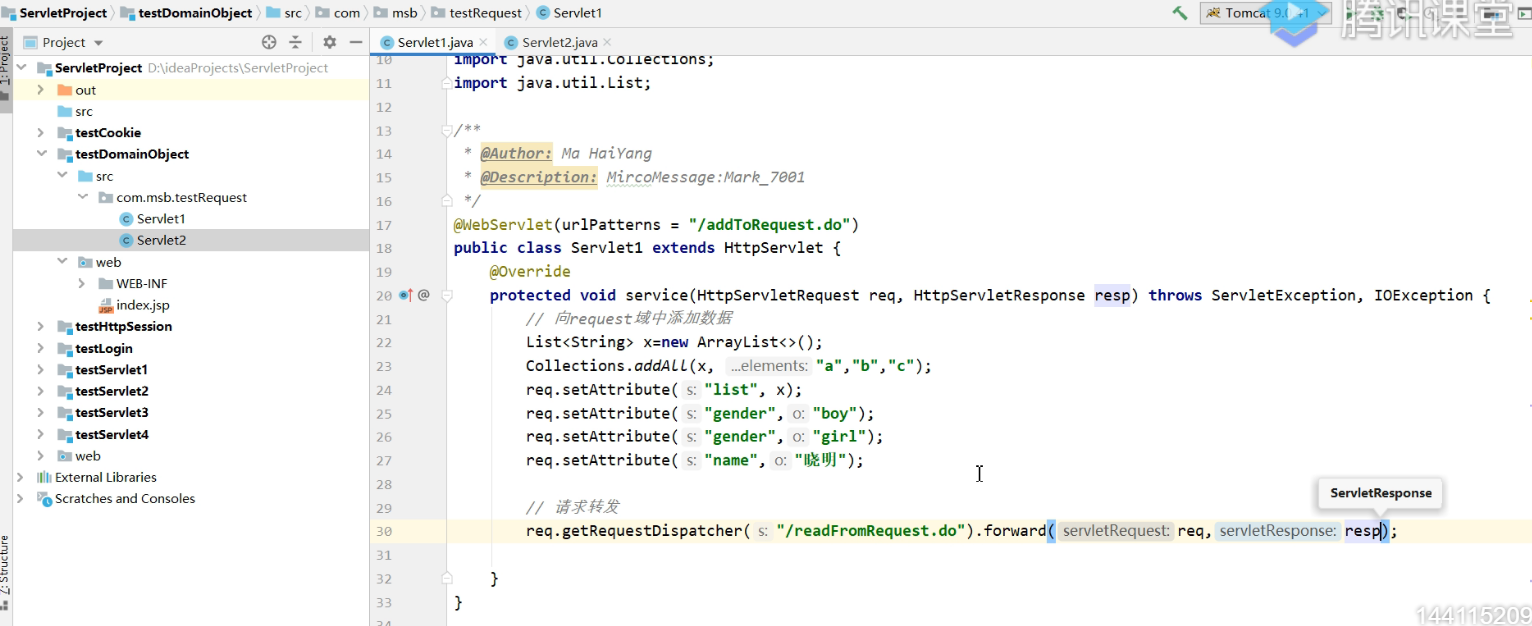 ServletProject testDomainObject src com msb testRequest Servlet1
Tomcat 9.0
腾讯课堂
1: Project
Project
Servlet1.java Servlet2.java
ServletProject D:\ideaProjects\ServletProject
out
src
testCookie
testDomainObject
src
com.msb.testRequest
Servlet1
Servlet2
web
WEB-INF
index.jsp
testHttpSession
testLogin
testServlet1
testServlet2
testServlet3
testServlet4
web
External Libraries
Scratches and Consoles
Z: Structure
10 import java.util.Collections;
11 import java.util.List;
12
13 /**
14 * @Author: Ma HaiYang
15 * @Description: MircoMessage:Mark_7001
16 */
17 @WebServlet(urlPatterns = "/addToRequest.do")
18 public class Servlet1 extends HttpServlet {
19 @Override
20 protected void service(HttpServletRequest req, HttpServletResponse resp) throws ServletException, IOException {
21 // 向request域中添加数据
22 List<String> x=new ArrayList<>();
23 Collections.addAll(x, ...elements: "a","b","c");
24 req.setAttribute( s: "list", x);
25 req.setAttribute( s: "gender", o: "boy");
26 req.setAttribute( s: "gender", o: "girl");
27 req.setAttribute( s: "name", o: "晓明");
28
ServletResponse
29 // 请求转发
30 req.getRequestDispatcher( s: "/readFromRequest.do").forward( servletRequest: req, servletResponse: resp);
31
32 }
33 }
34
144115209